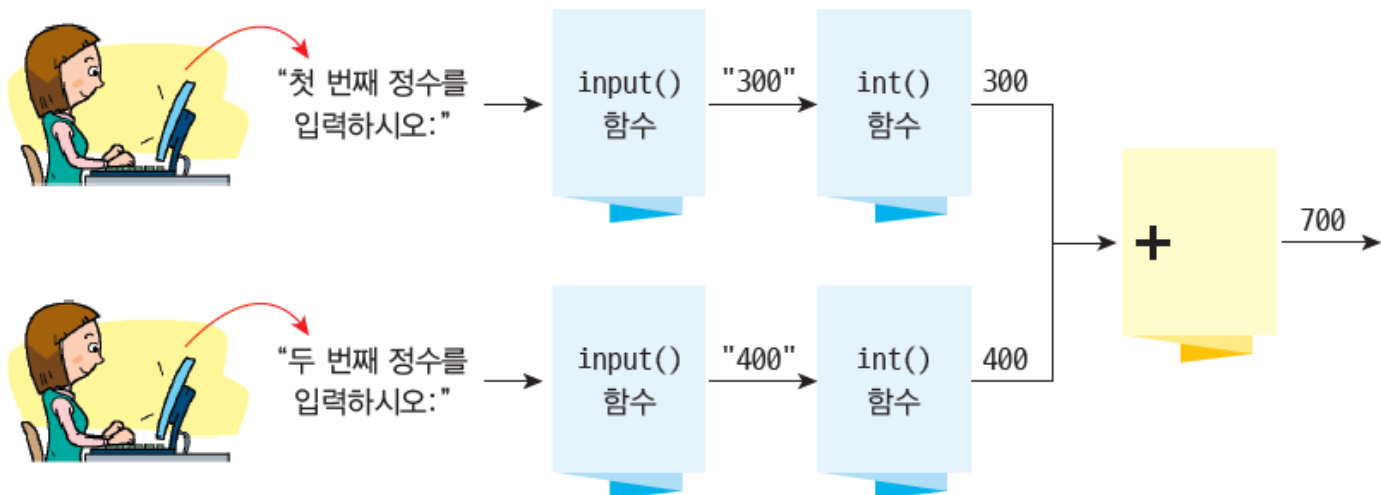 “첫 번째 정수를
입력하시오:”
input()
함수
"300"
int()
함수
300
“두 번째 정수를
입력하시오:”
input()
함수
"400"
int()
함수
400
+
700